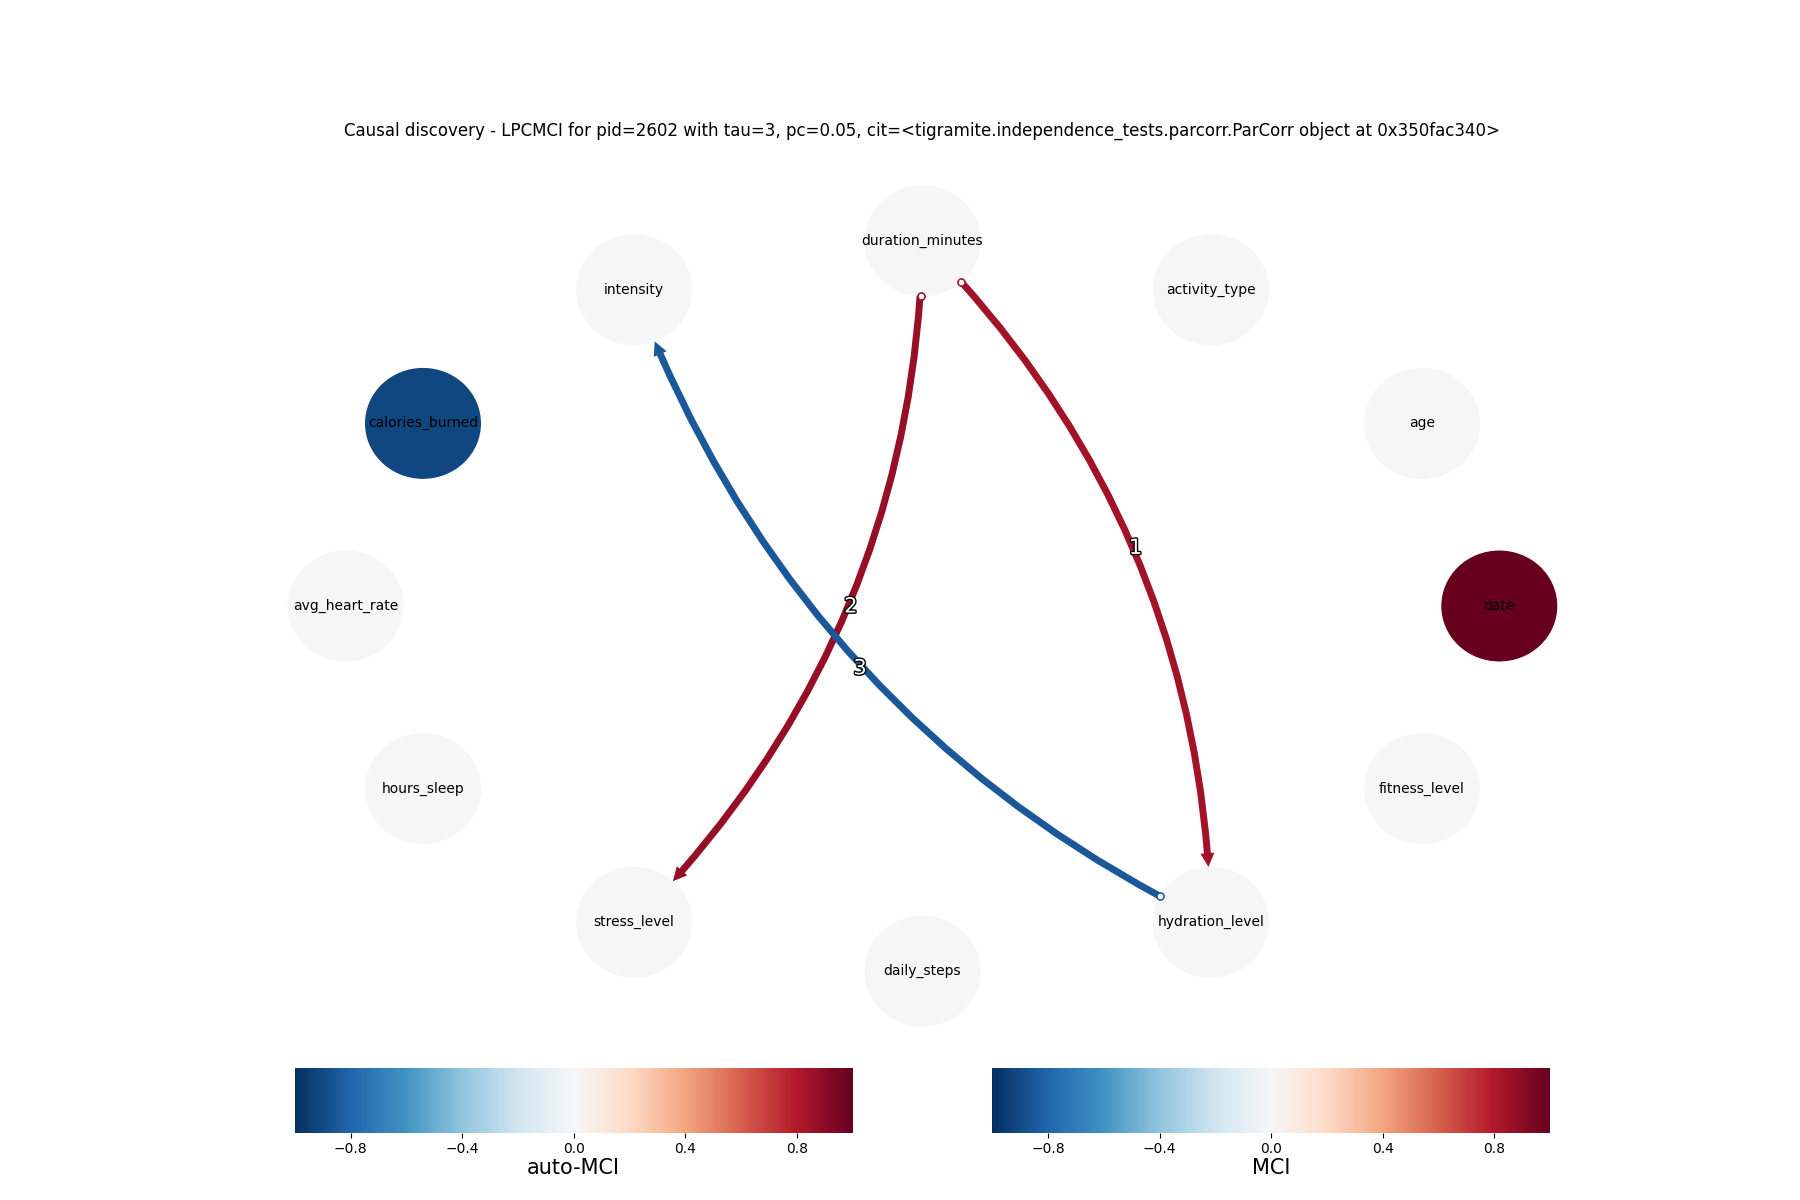 Causal discovery - LPCMCI for pid=2602 with tau=3, pc=0.05, cit=<tigramite.independence_tests.parcorr.ParCorr object at 0x350fac340>
duration_minutes
intensity
activity_type
calories_burned
age
1
avg_heart_rate
2
date
3
hours_sleep
fitness_level
stress_level
hydration_level
daily_steps
−0.8 −0.4 0.0 0.4 0.8
auto-MCI
−0.8 −0.4 0.0 0.4 0.8
MCI